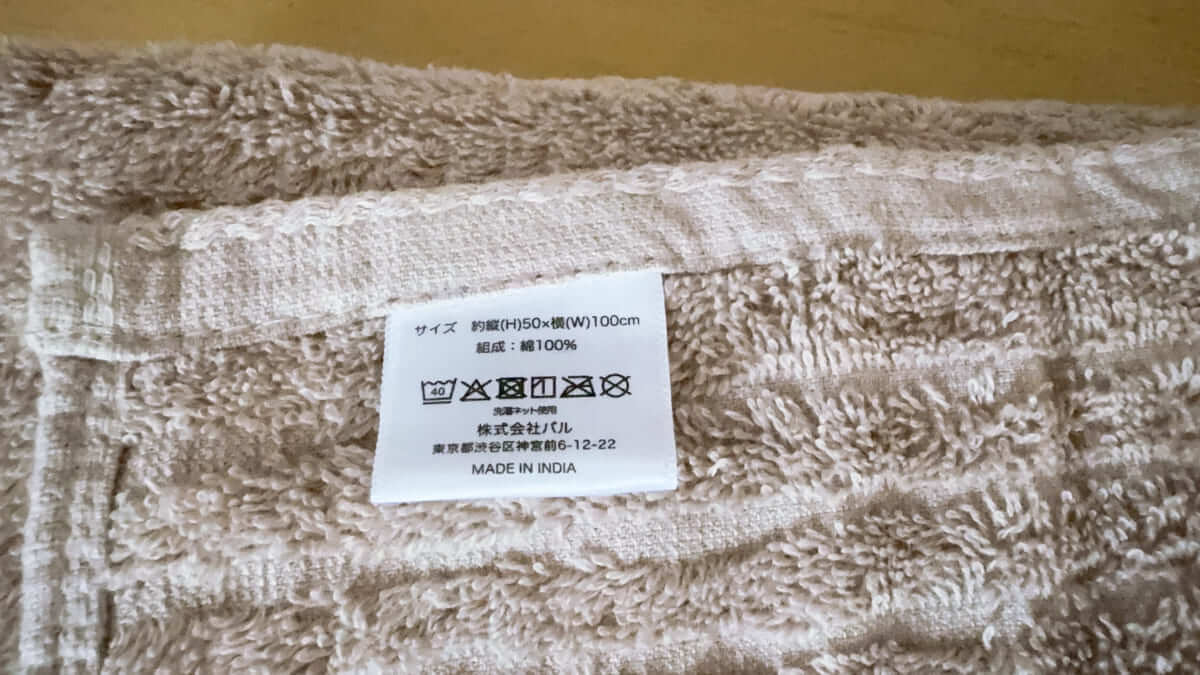 サイズ 約縦(H)50×横(W)100cm
組成:綿100%
40
洗濯ネット使用
株式会社パル
東京都渋谷区神宮前6-12-22
MADE IN INDIA